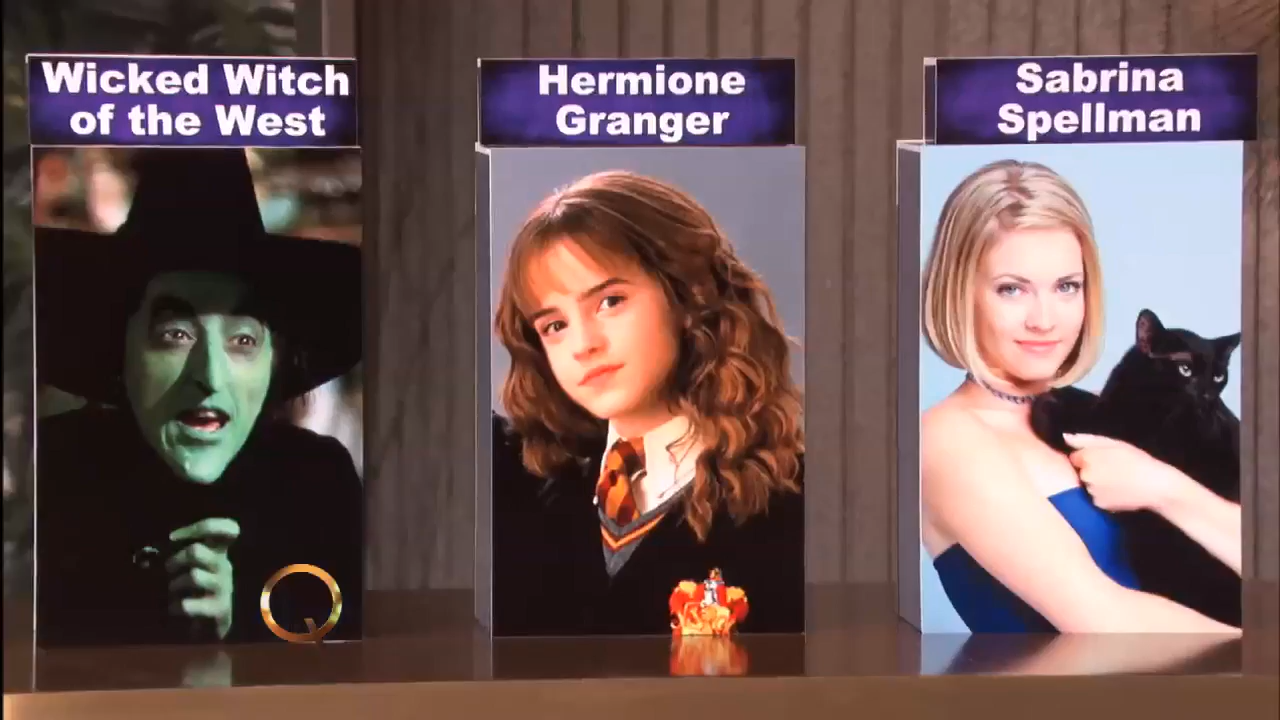 Wicked Witch
of the West
Hermione
Granger
Sabrina
Spellman
Q